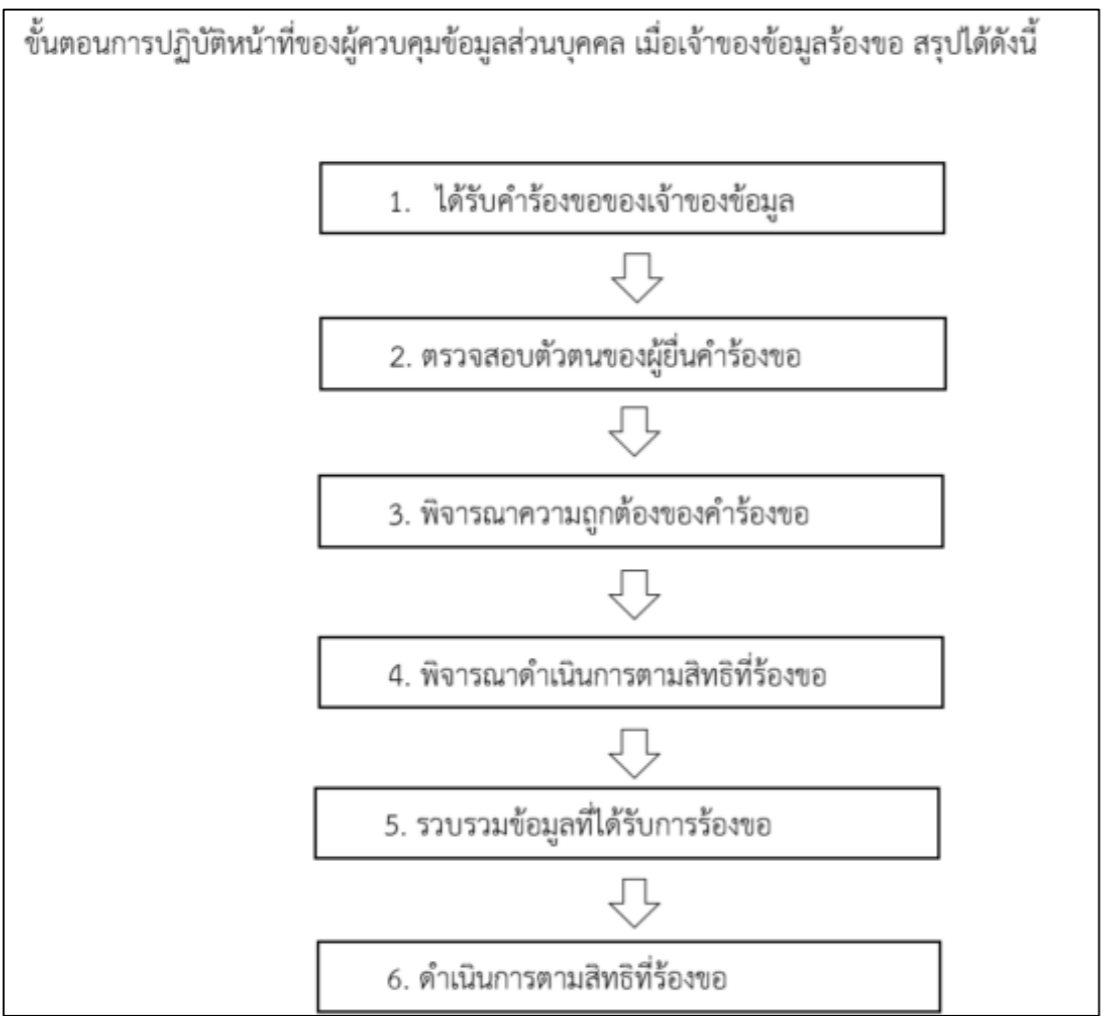 ขั้นตอนการปฏิบัติหน้าที่ของผู้ควบคุมข้อมูลส่วนบุคคล เมื่อเจ้าของข้อมูลร้องขอ สรุปได้ดังนี้
1. ได้รับคำร้องขอของเจ้าของข้อมูล
2. ตรวจสอบตัวตนของผู้ยื่นคำร้องขอ
3. พิจารณาความถูกต้องของคำร้องขอ
4. พิจารณาดำเนินการตามสิทธิที่ร้องขอ
5. รวบรวมข้อมูลที่ได้รับการร้องขอ
6. ดำเนินการตามสิทธิที่ร้องขอ